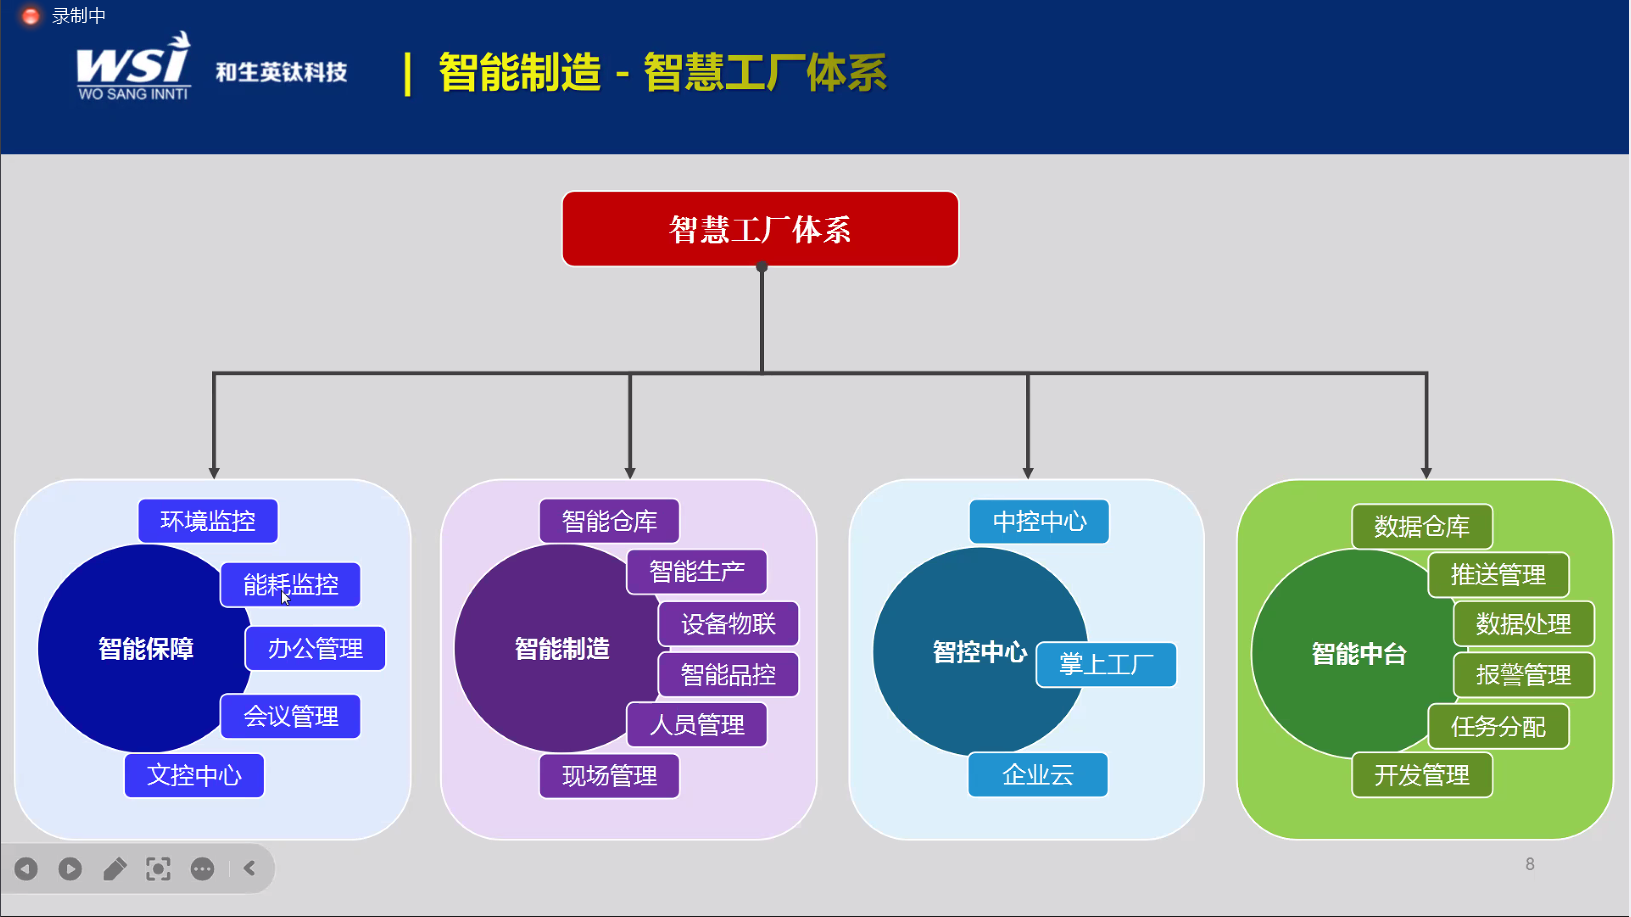 录制中
WSi
WO SANG INNTI
和生英钛科技
| 智能制造 - 智慧工厂体系
智慧工厂体系
环境监控
能耗监控
智能保障
办公管理
会议管理
文控中心
智能仓库
智能生产
设备物联
智能制造
智能品控
人员管理
现场管理
中控中心
智控中心
掌上工厂
企业云
数据仓库
推送管理
数据处理
智能中台
报警管理
任务分配
开发管理
8